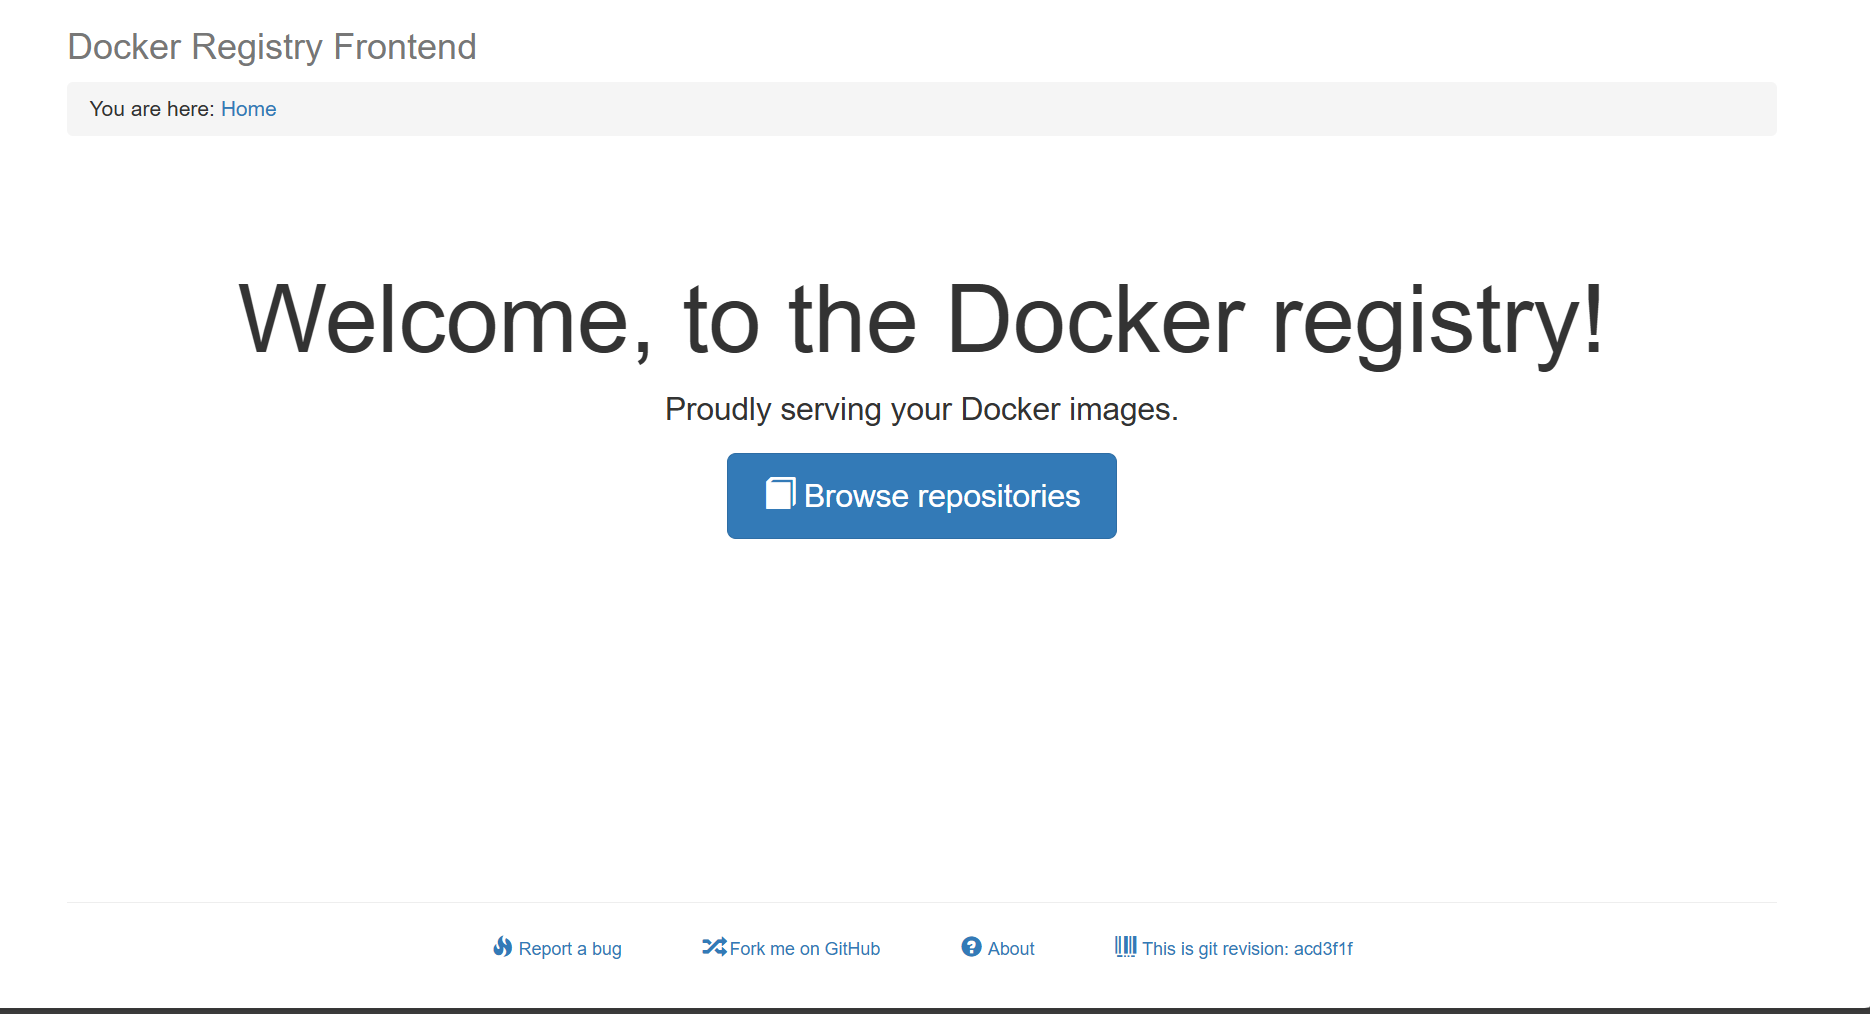 Docker Registry Frontend
You are here: Home
Welcome, to the Docker registry!
Proudly serving your Docker images.
Browse repositories
Report a bug Fork me on GitHub About This is git revision: acd3f1f